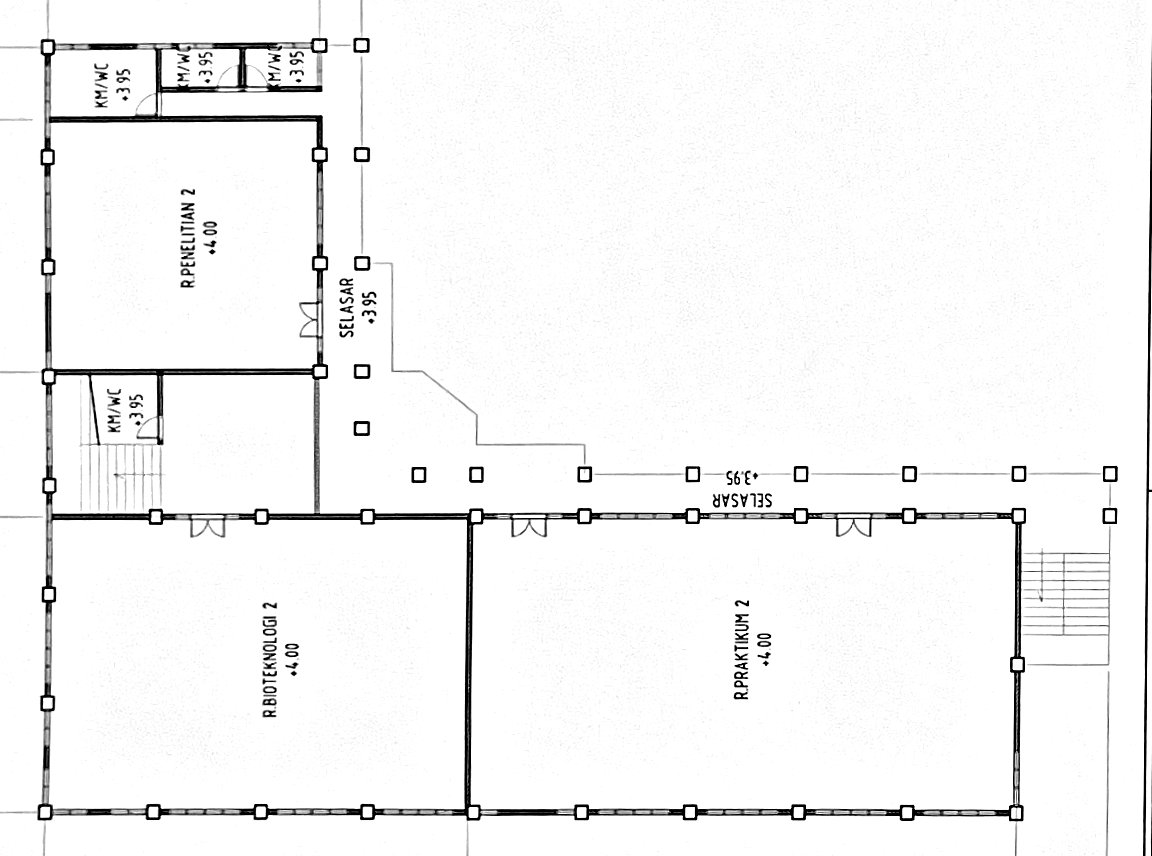 KM/WC
+3.95
KM/WC
+3.95
KM/WC
+3.95
R.PENELITIAN 2
+4.00
SELASAR
+3.95
KM/WC
+3.95
SELASAR
+3.95
R.BIOTEKNOLOGI 2
+4.00
R.PRAKTIKUM 2
+4.00